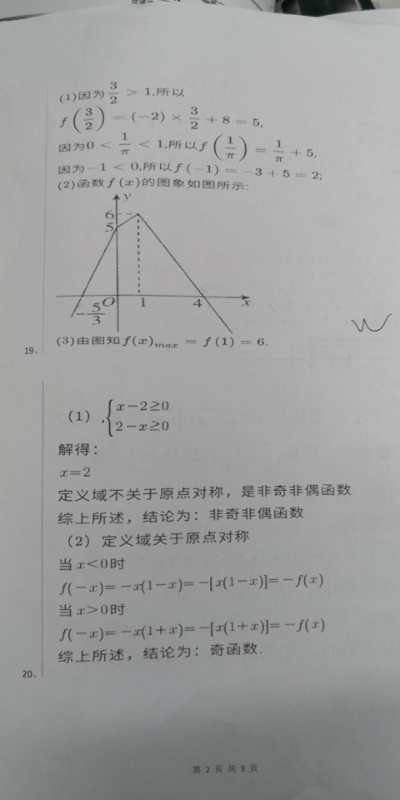 (1)因为3/2 > 1,所以
f(3/2) = (−2) × 3/2 + 8 = 5,
因为0 < 1/π < 1,所以f(1/π) = 1/π + 5,
因为−1 < 0,所以f(−1) = −3 + 5 = 2;
(2)函数f(x)的图象如图所示:
y
6
5
−5/3
O
1
4
x
19.
(3)由图知f(x)max = f(1) = 6.
(1) , {x−2≥0
2−x≥0
解得:
x=2
定义域不关于原点对称，是非奇非偶函数
综上所述，结论为：非奇非偶函数
（2）定义域关于原点对称
当x<0时
f(−x)=−x(1−x)=−[x(1−x)]=−f(x)
当x>0时
f(−x)=−x(1+x)=−[x(1+x)]=−f(x)
综上所述，结论为：奇函数.
20.
第 2 页 共 3 页